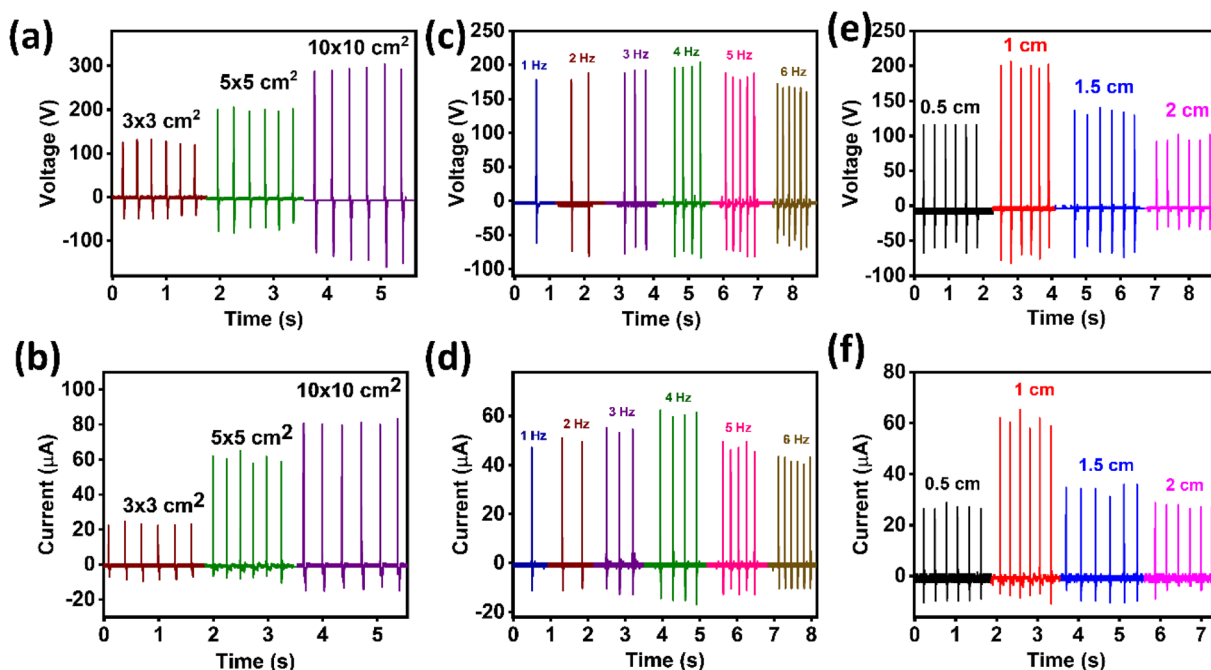 (a)
10x10 cm²
5x5 cm²
3x3 cm²
300
200
100
0
-100
Voltage (V)
0 1 2 3 4 5
Time (s)
(c)
250
200
150
100
50
0
-50
-100
Voltage (V)
1 Hz
2 Hz
3 Hz
4 Hz
5 Hz
6 Hz
0 1 2 3 4 5 6 7 8
Time (s)
(e)
250
200
150
100
50
0
-50
-100
Voltage (V)
0.5 cm
1 cm
1.5 cm
2 cm
0 1 2 3 4 5 6 7 8
Time (s)
(b)
100
80
60
40
20
0
-20
Current (µA)
3x3 cm²
5x5 cm²
10x10 cm²
0 1 2 3 4 5
Time (s)
(d)
60
40
20
0
-20
Current (µA)
1 Hz
2 Hz
3 Hz
4 Hz
5 Hz
6 Hz
0 1 2 3 4 5 6 7 8
Time (s)
(f)
80
60
40
20
0
Current (µA)
0.5 cm
1 cm
1.5 cm
2 cm
0 1 2 3 4 5 6 7
Time (s)